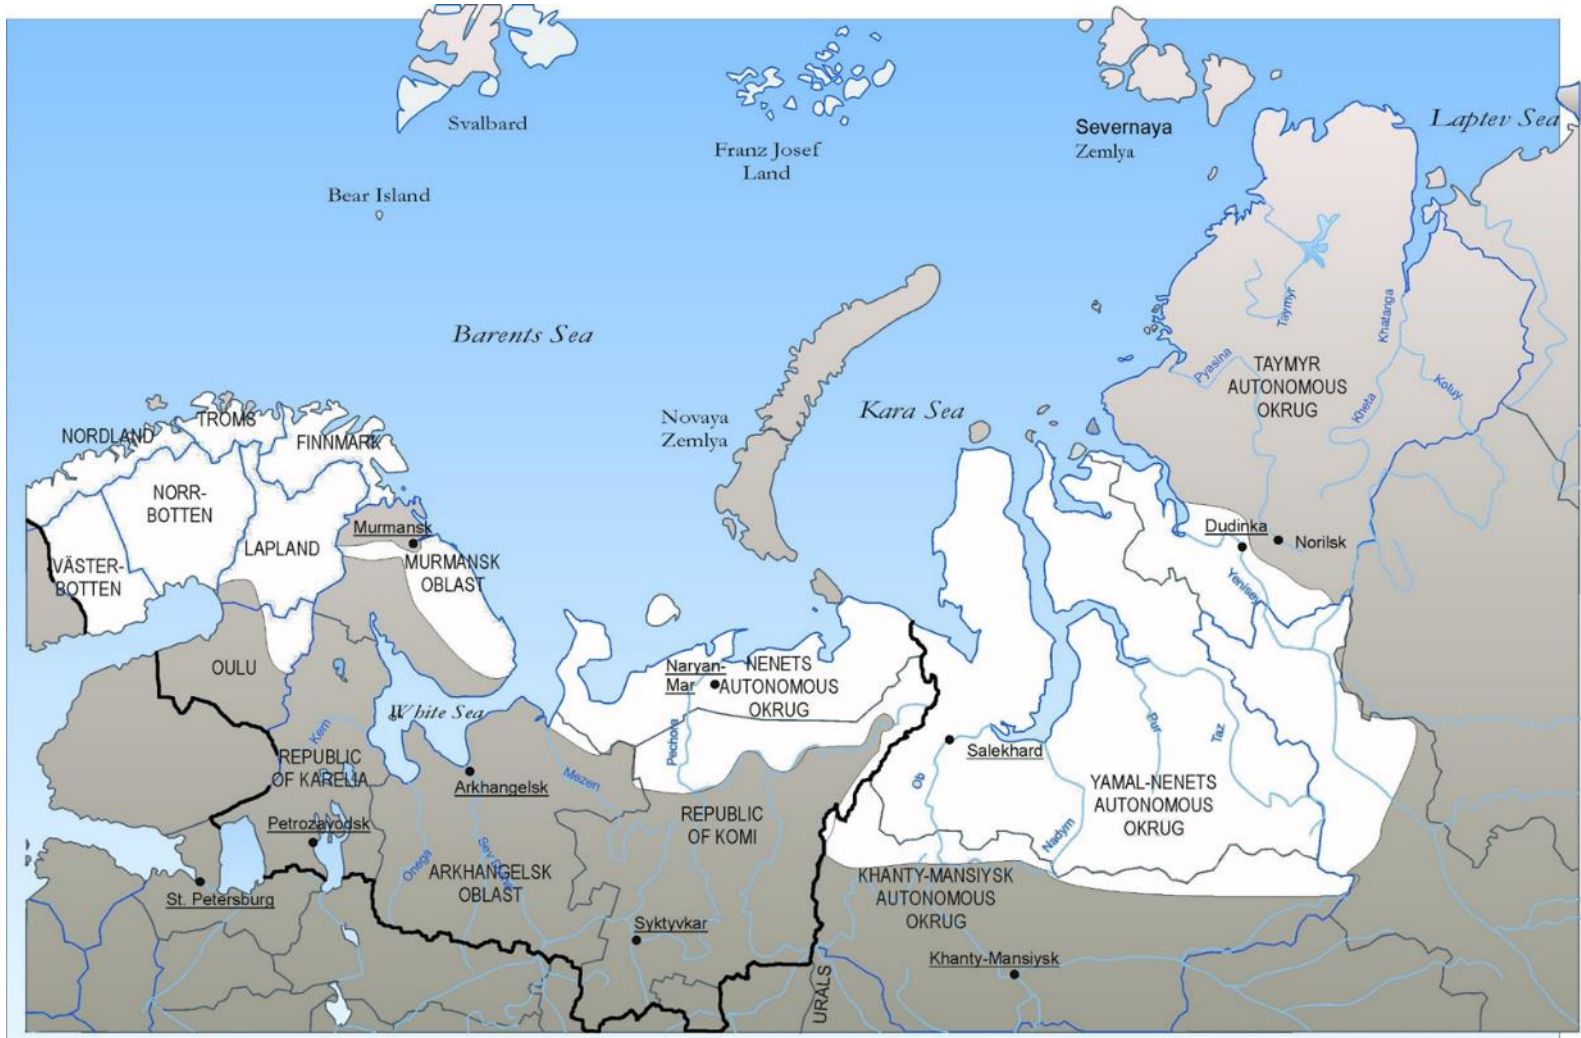 Svalbard
Franz Josef
Land
Severnaya
Zemlya
Laptev Sea
Bear Island
Barents Sea
Novaya
Zemlya
Kara Sea
Taymyr
Khatanga
Pyasina
Kheta
Kotuy
TAYMYR
AUTONOMOUS
OKRUG
NORDLAND
TROMS
FINNMARK
NORR-
BOTTEN
VÄSTER-
BOTTEN
LAPLAND
Murmansk
MURMANSK
OBLAST
Dudinka
Norilsk
Yenisey
OULU
White Sea
Naryan-
Mar
NENETS
AUTONOMOUS
OKRUG
Pechora
Kem
REPUBLIC
OF KARELIA
Arkhangelsk
Mezen
Salekhard
Ob
Pur
Taz
Nadym
YAMAL-NENETS
AUTONOMOUS
OKRUG
Petrozavodsk
REPUBLIC
OF KOMI
Onega
ARKHANGELSK
OBLAST
KHANTY-MANSIYSK
AUTONOMOUS
OKRUG
St. Petersburg
Syktyvkar
Khanty-Mansiysk
URALS